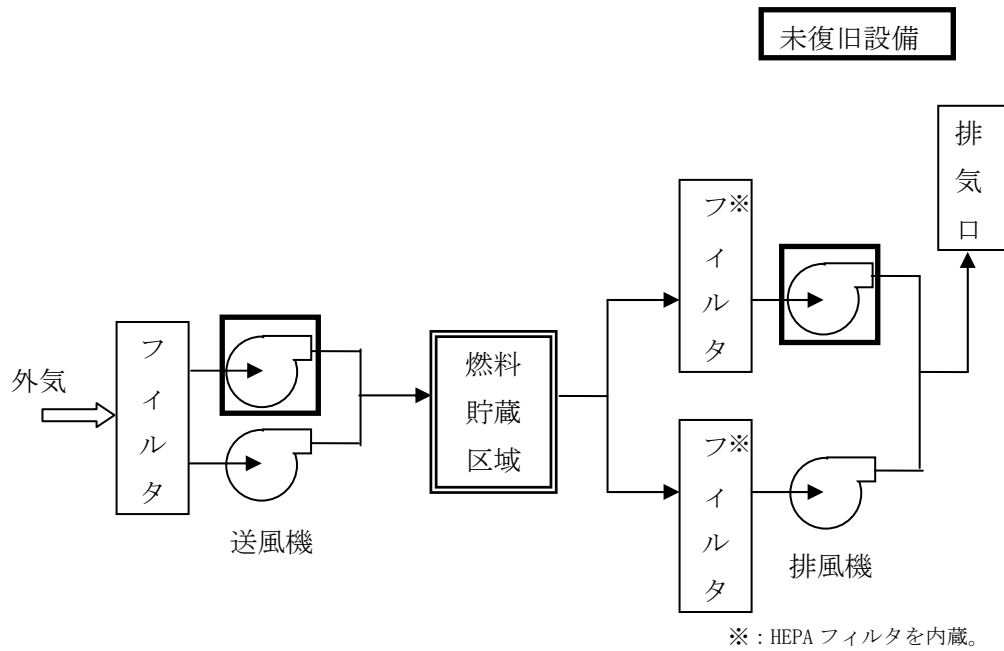 未復旧設備
排気口
フィルタ※
外気
フィルタ
燃料
貯蔵
区域
フィルタ※
送風機
排風機
※：HEPA フィルタを内蔵。